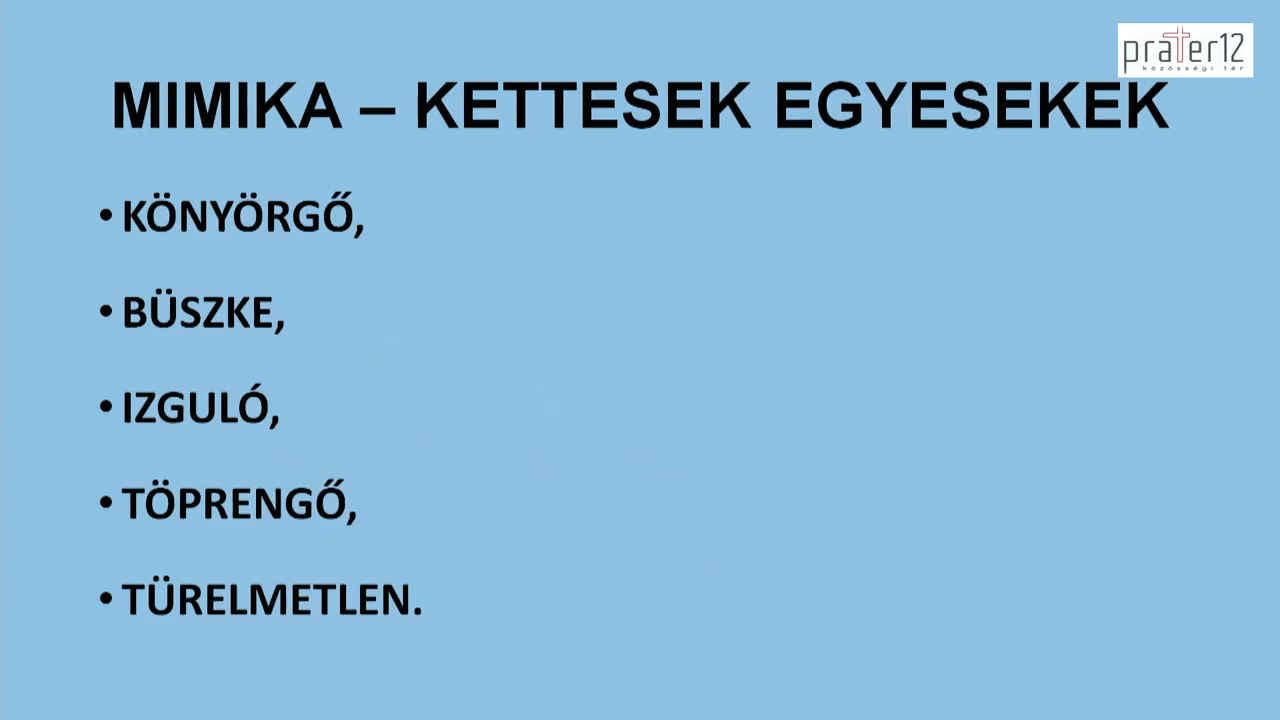 prater12
közösségi tér
MIMIKA – KETTESEK EGYESEKEK
• KÖNYÖRGŐ,
• BÜSZKE,
• IZGULÓ,
• TÖPRENGŐ,
• TÜRELMETLEN.